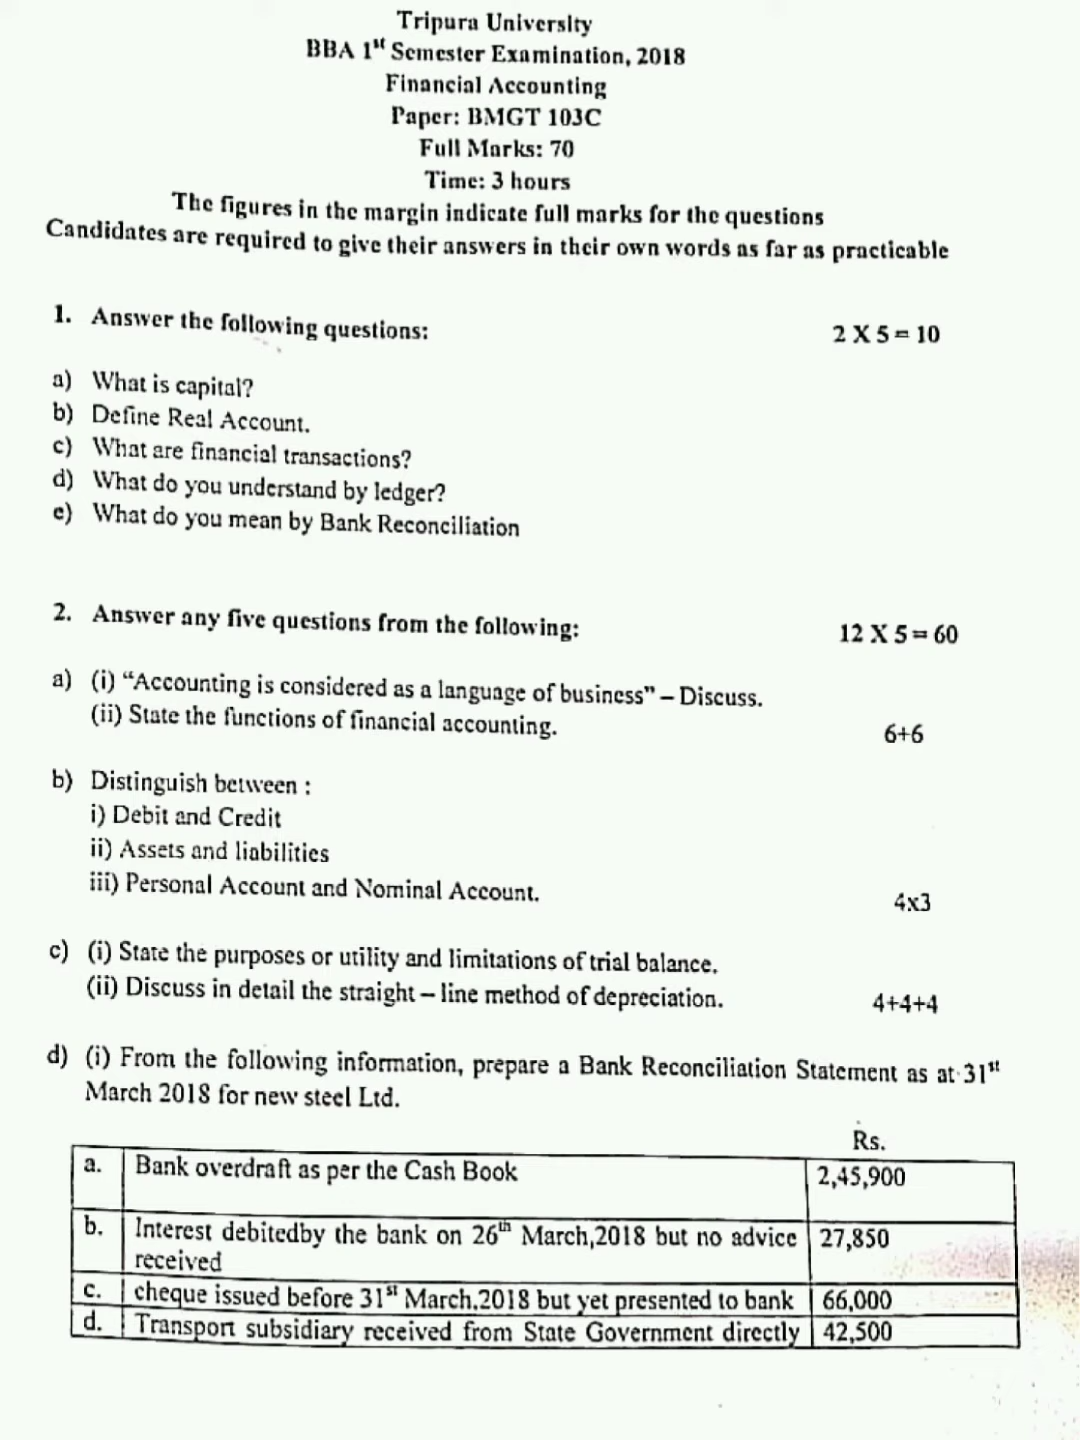 Tripura University
BBA 1st Semester Examination, 2018
Financial Accounting
Paper: BMGT 103C
Full Marks: 70
Time: 3 hours
The figures in the margin indicate full marks for the questions
Candidates are required to give their answers in their own words as far as practicable
1. Answer the following questions: 2 X 5 = 10
a) What is capital?
b) Define Real Account.
c) What are financial transactions?
d) What do you understand by ledger?
e) What do you mean by Bank Reconciliation
2. Answer any five questions from the following: 12 X 5 = 60
a) (i) “Accounting is considered as a language of business” – Discuss.
(ii) State the functions of financial accounting. 6+6
b) Distinguish between :
i) Debit and Credit
ii) Assets and liabilities
iii) Personal Account and Nominal Account. 4x3
c) (i) State the purposes or utility and limitations of trial balance.
(ii) Discuss in detail the straight – line method of depreciation. 4+4+4
d) (i) From the following information, prepare a Bank Reconciliation Statement as at 31st
March 2018 for new steel Ltd.
Rs.
a. Bank overdraft as per the Cash Book 2,45,900
b. Interest debitedby the bank on 26th March,2018 but no advice 27,850
received
c. cheque issued before 31st March,2018 but yet presented to bank 66,000
d. Transport subsidiary received from State Government directly 42,500